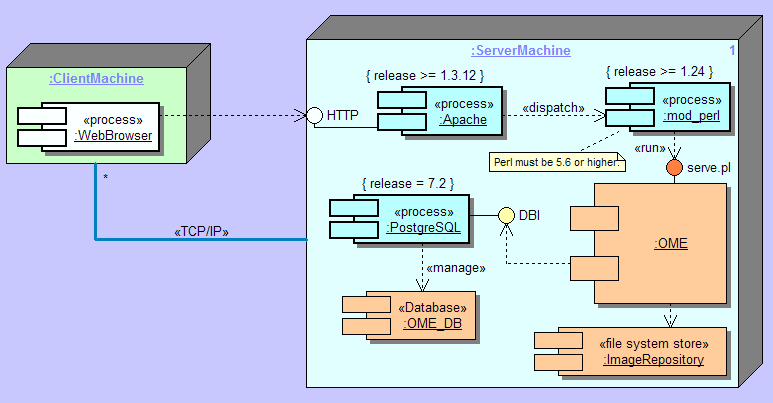 :ServerMachine
1
:ClientMachine
{ release >= 1.3.12 }
{ release >= 1.24 }
«process»
:WebBrowser
HTTP
«process»
:Apache
«dispatch»
«process»
:mod_perl
Perl must be 5.6 or higher.
«run»
serve.pl
*
{ release = 7.2 }
«process»
:PostgreSQL
DBI
:OME
«TCP/IP»
«manage»
«Database»
:OME_DB
«file system store»
:ImageRepository